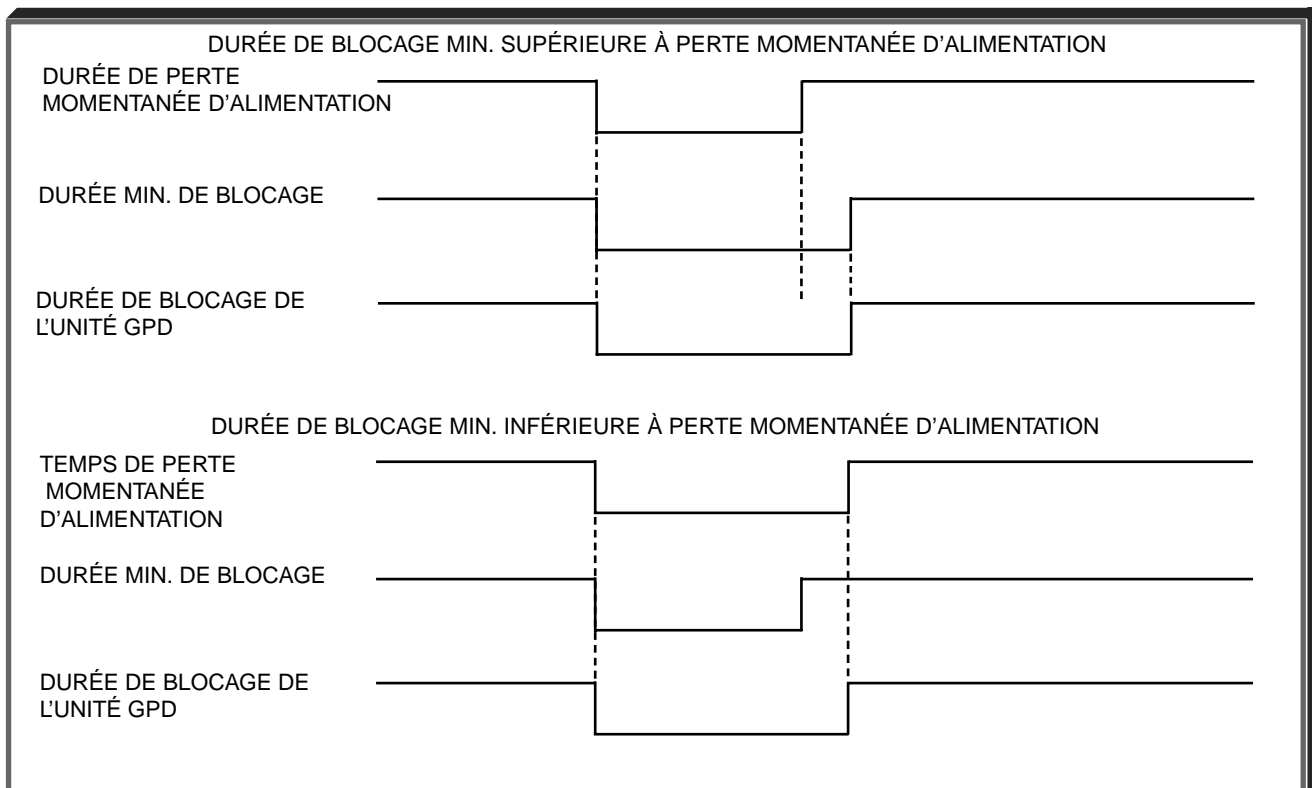 DURÉE DE BLOCAGE MIN. SUPÉRIEURE À PERTE MOMENTANÉE D'ALIMENTATION
DURÉE DE PERTE
MOMENTANÉE D'ALIMENTATION
DURÉE MIN. DE BLOCAGE
DURÉE DE BLOCAGE DE
L'UNITÉ GPD
DURÉE DE BLOCAGE MIN. INFÉRIEURE À PERTE MOMENTANÉE D'ALIMENTATION
TEMPS DE PERTE
MOMENTANÉE
D'ALIMENTATION
DURÉE MIN. DE BLOCAGE
DURÉE DE BLOCAGE DE
L'UNITÉ GPD